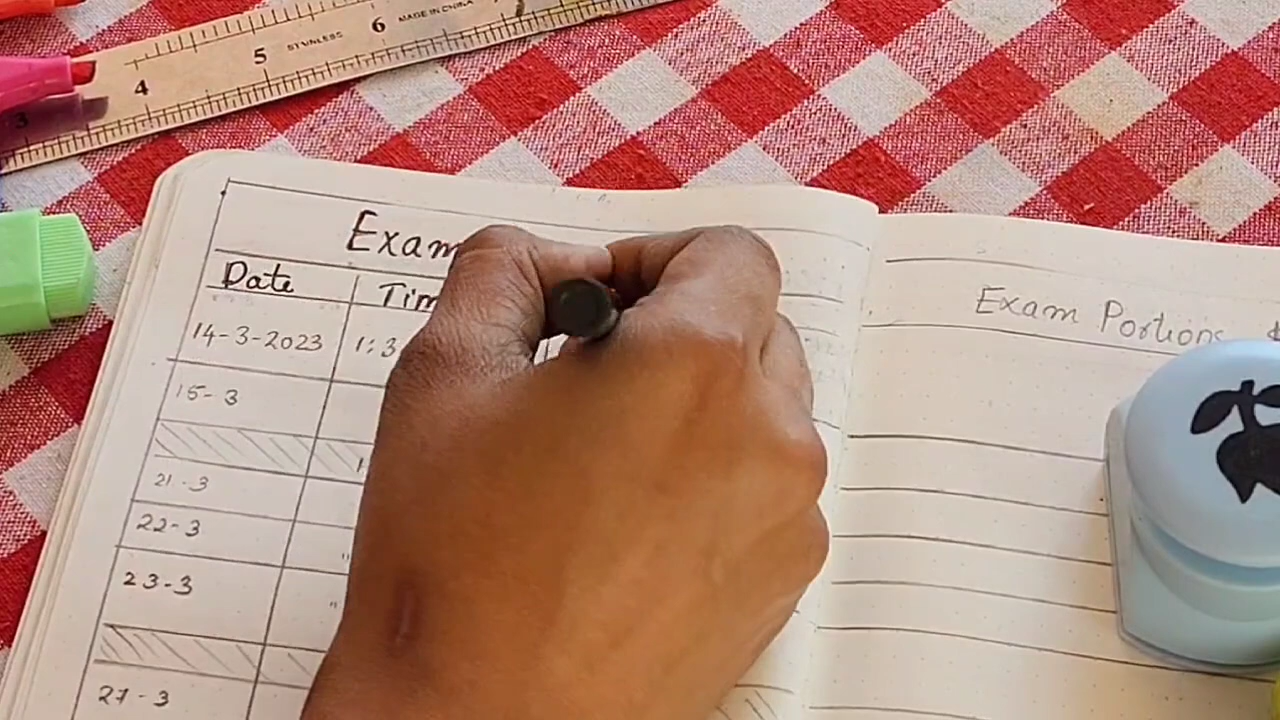 6
MADE IN CHINA
5
STAINLESS
4
3
Exam
Date
14-3-2023
15-3
21-3
22-3
"
23-3
"
27-3
Exam Portions